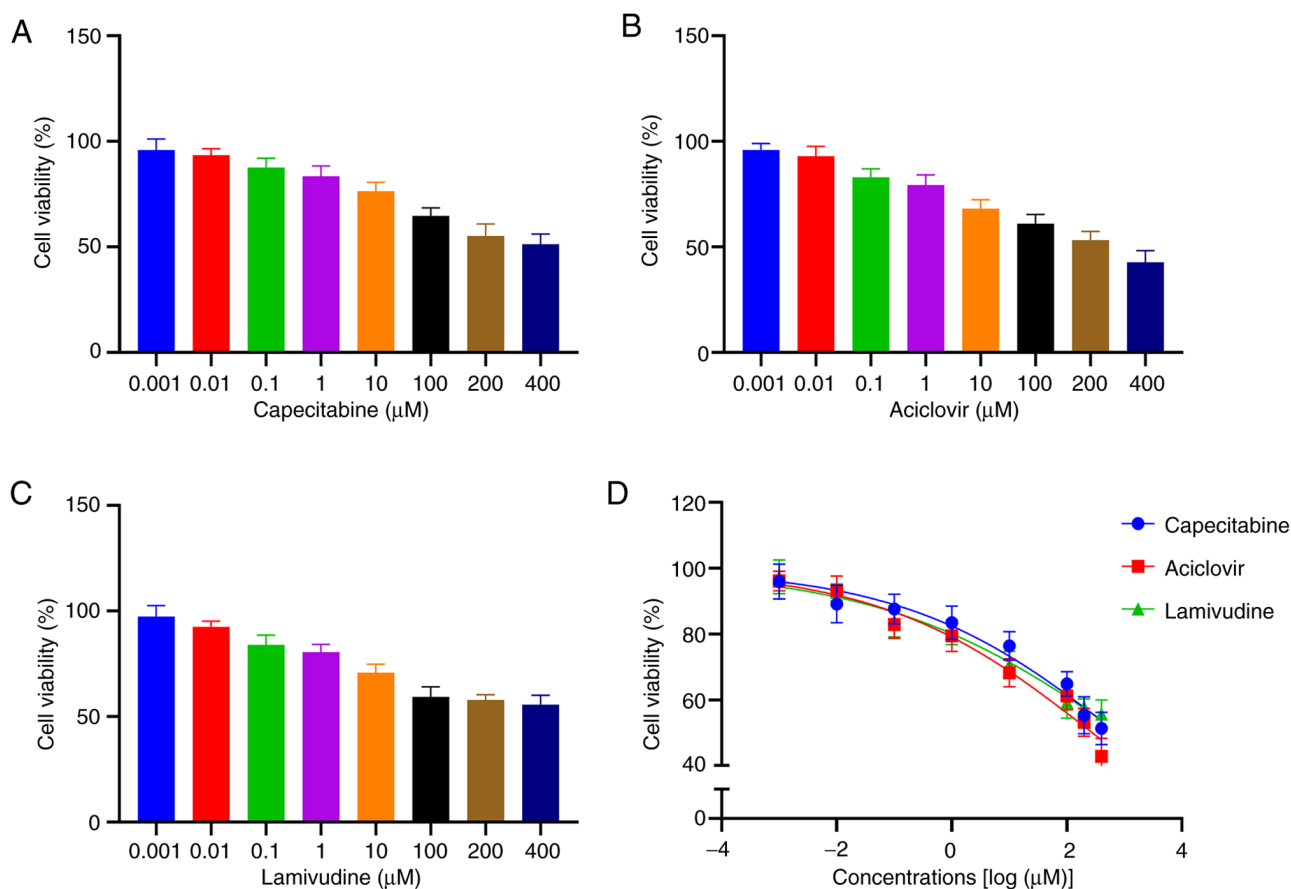 A
Cell viability (%)
150
100
50
0
0.001 0.01 0.1 1 10 100 200 400
Capecitabine (μM)
B
Cell viability (%)
150
100
50
0
0.001 0.01 0.1 1 10 100 200 400
Aciclovir (μM)
C
Cell viability (%)
150
100
50
0
0.001 0.01 0.1 1 10 100 200 400
Lamivudine (μM)
D
Cell viability (%)
120
100
80
60
40
0
−4 −2 0 2 4
Concentrations [log (μM)]
Capecitabine
Aciclovir
Lamivudine